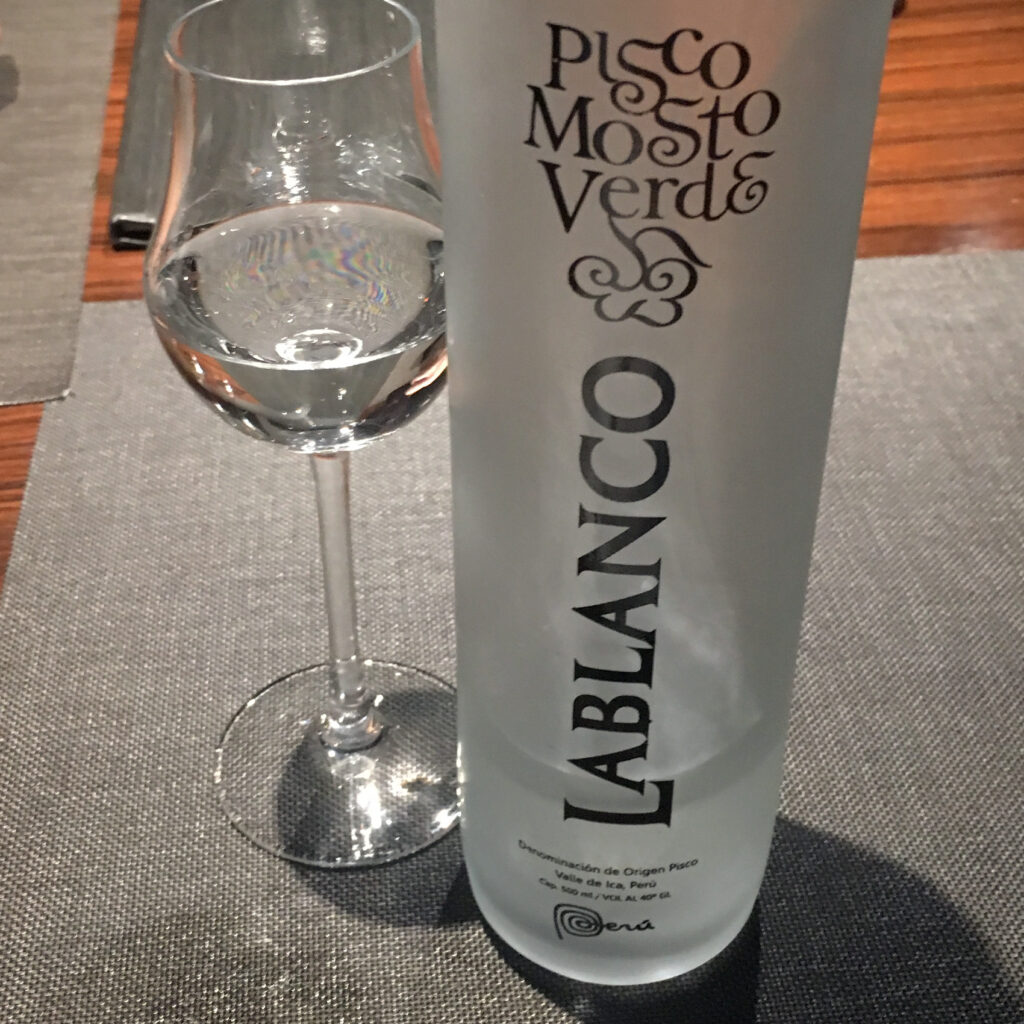 Pisco
Mosto
Verde
LABLANCO
Denominación de Origen Pisco
Valle de Ica, Perú
Cap. 500 ml / VOL AL 40° GL
Perú